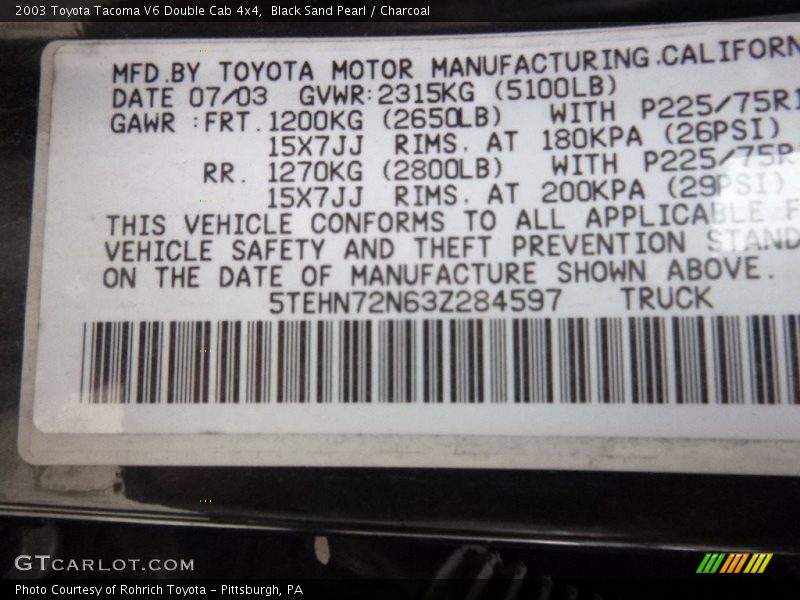 2003 Toyota Tacoma V6 Double Cab 4x4, Black Sand Pearl / Charcoal
MFD.BY TOYOTA MOTOR MANUFACTURING.CALIFORN
DATE 07/03 GVWR:2315KG (5100LB)
GAWR :FRT.1200KG (2650LB) WITH P225/75R1
15X7JJ RIMS. AT 180KPA (26PSI)
RR. 1270KG (2800LB) WITH P225/75R
15X7JJ RIMS. AT 200KPA (29PSI)
THIS VEHICLE CONFORMS TO ALL APPLICABLE F
VEHICLE SAFETY AND THEFT PREVENTION STAND
ON THE DATE OF MANUFACTURE SHOWN ABOVE.
5TEHN72N63Z284597 TRUCK
GTCARLOT.COM
Photo Courtesy of Rohrich Toyota - Pittsburgh, PA